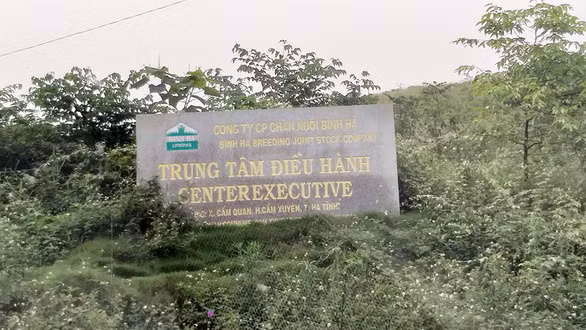 CÔNG TY CP CHĂN NUÔI BÌNH HÀ
BINH HA BREEDING JOINT STOCK COMPANY
TRUNG TÂM ĐIỀU HÀNH
CENTEREXECUTIVE
Đ/C: X. CẨM QUAN, H.CẨM XUYÊN, T. HÀ TĨNH